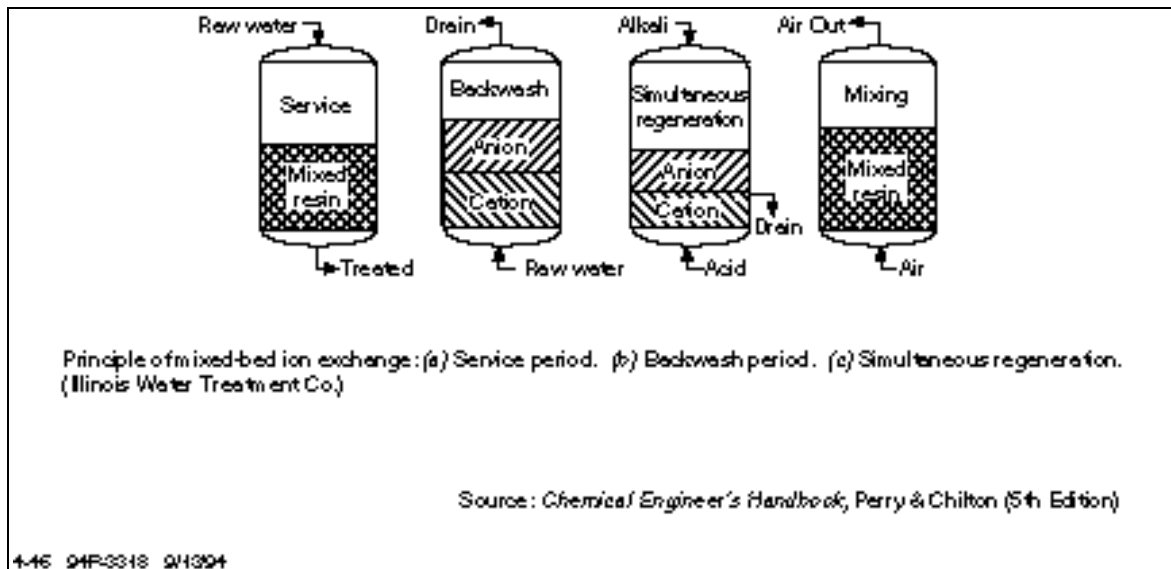 Raw water
Drain
Alkali
Air Out
Service
Backwash
Simultaneous
regeneration
Mixing
Mixed
resin
Anion
Cation
Anion
Cation
Mixed
resin
Drain
Treated
Raw water
Acid
Air
Principle of mixed-bed ion exchange: (a) Service period. (b) Backwash period. (c) Simultaneous regeneration.
(Illinois Water Treatment Co.)
Source: Chemical Engineer's Handbook, Perry & Chilton (5th Edition)
4-46 94P-3318 9/13/94